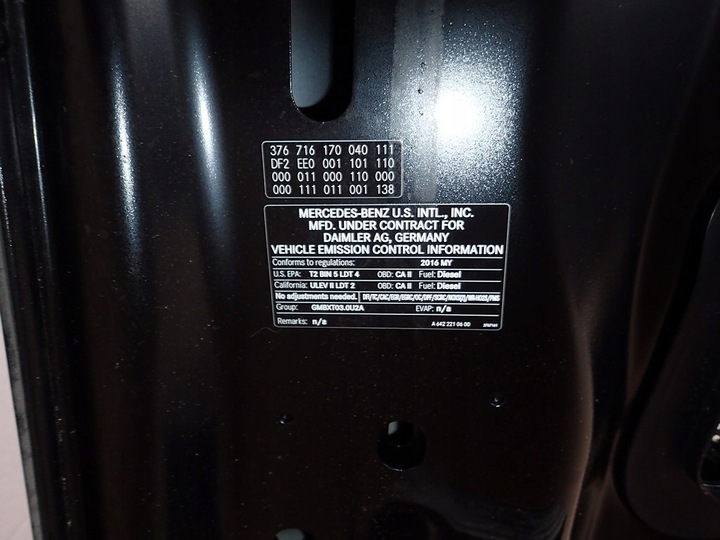 376 716 170 040 111
DF2 EE0 001 101 110
000 011 000 110 000
000 111 011 001 138
MERCEDES-BENZ U.S. INTL., INC.
MFD. UNDER CONTRACT FOR
DAIMLER AG, GERMANY
VEHICLE EMISSION CONTROL INFORMATION
Conforms to regulations: 2016 MY
U.S. EPA: T2 BIN 5 LDT 4 OBD: CA II Fuel: Diesel
California: ULEV II LDT 2 OBD: CA II Fuel: Diesel
No adjustments needed.
Group: GMBXT03.0U2A EVAP: n/a
Remarks: n/a A 642 221 06 00